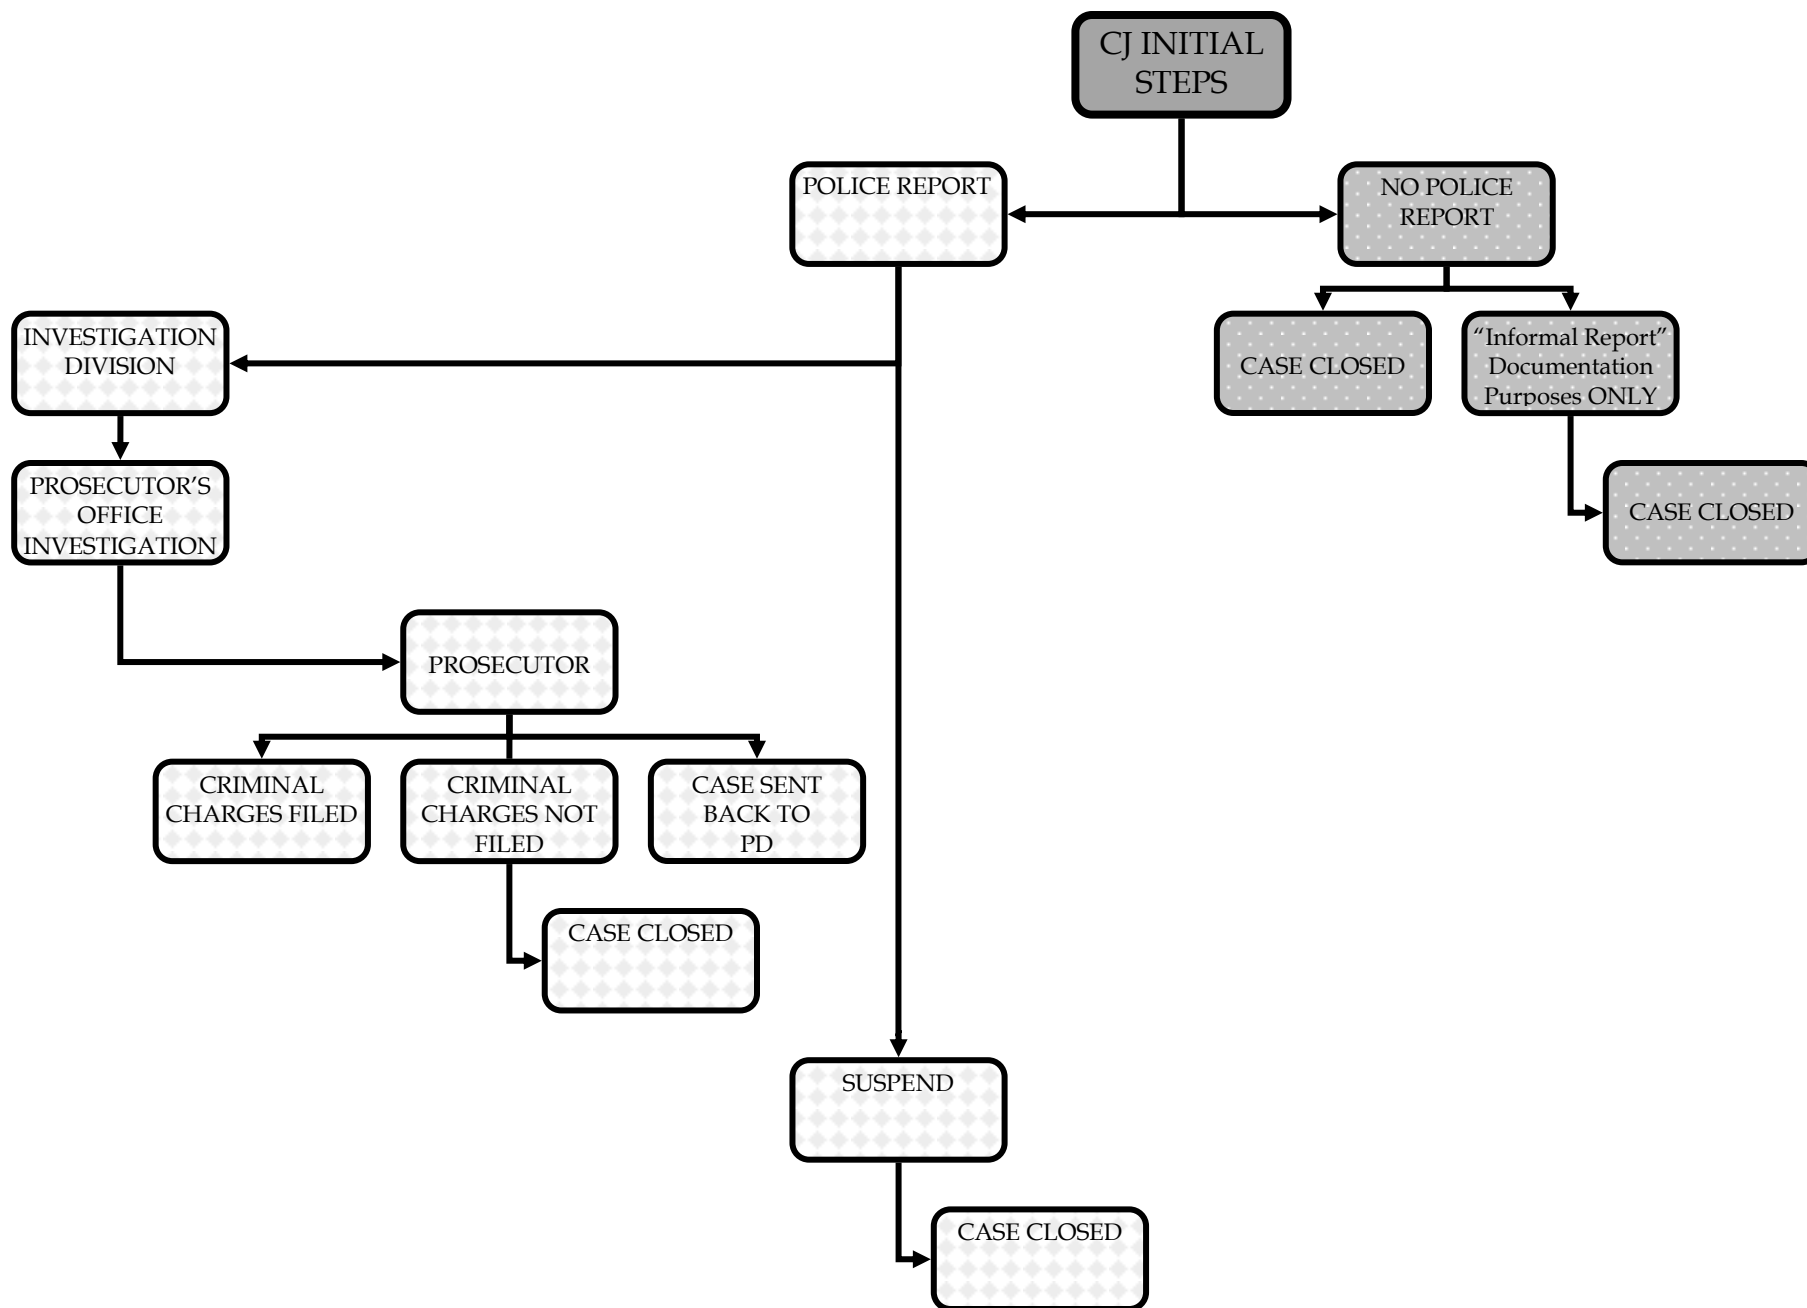 CJ INITIAL
STEPS
POLICE REPORT
NO POLICE
REPORT
INVESTIGATION
DIVISION
CASE CLOSED
“Informal Report”
Documentation
Purposes ONLY
PROSECUTOR’S
OFFICE
INVESTIGATION
CASE CLOSED
PROSECUTOR
CRIMINAL
CHARGES FILED
CRIMINAL
CHARGES NOT
FILED
CASE SENT
BACK TO
PD
CASE CLOSED
SUSPEND
CASE CLOSED